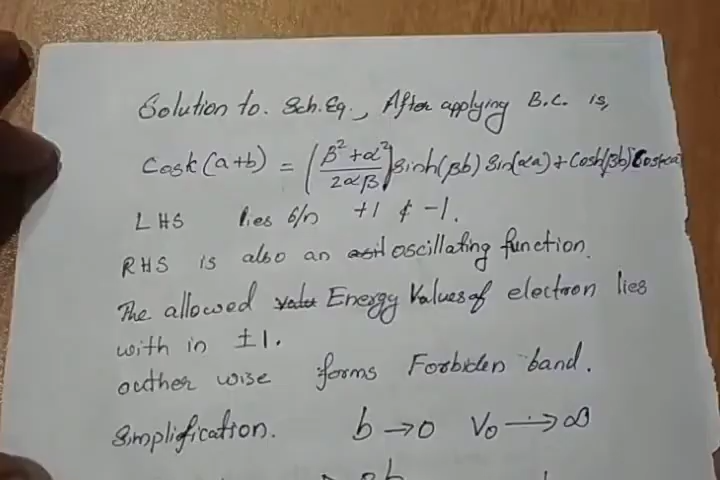 Solution to. Sch.Eq., After applying B.C. is,
Cosk(a+b) = (β²+α²/2αβ) Sinh(βb) Sin(αa) + Cosh(βb) Cos(αa)
LHS lies b/n +1 & -1.
RHS is also an oscillating function.
The allowed Energy Values of electron lies
with in ±1.
outher wise forms Forbiden band.
Simplification. b→0 V₀→∞